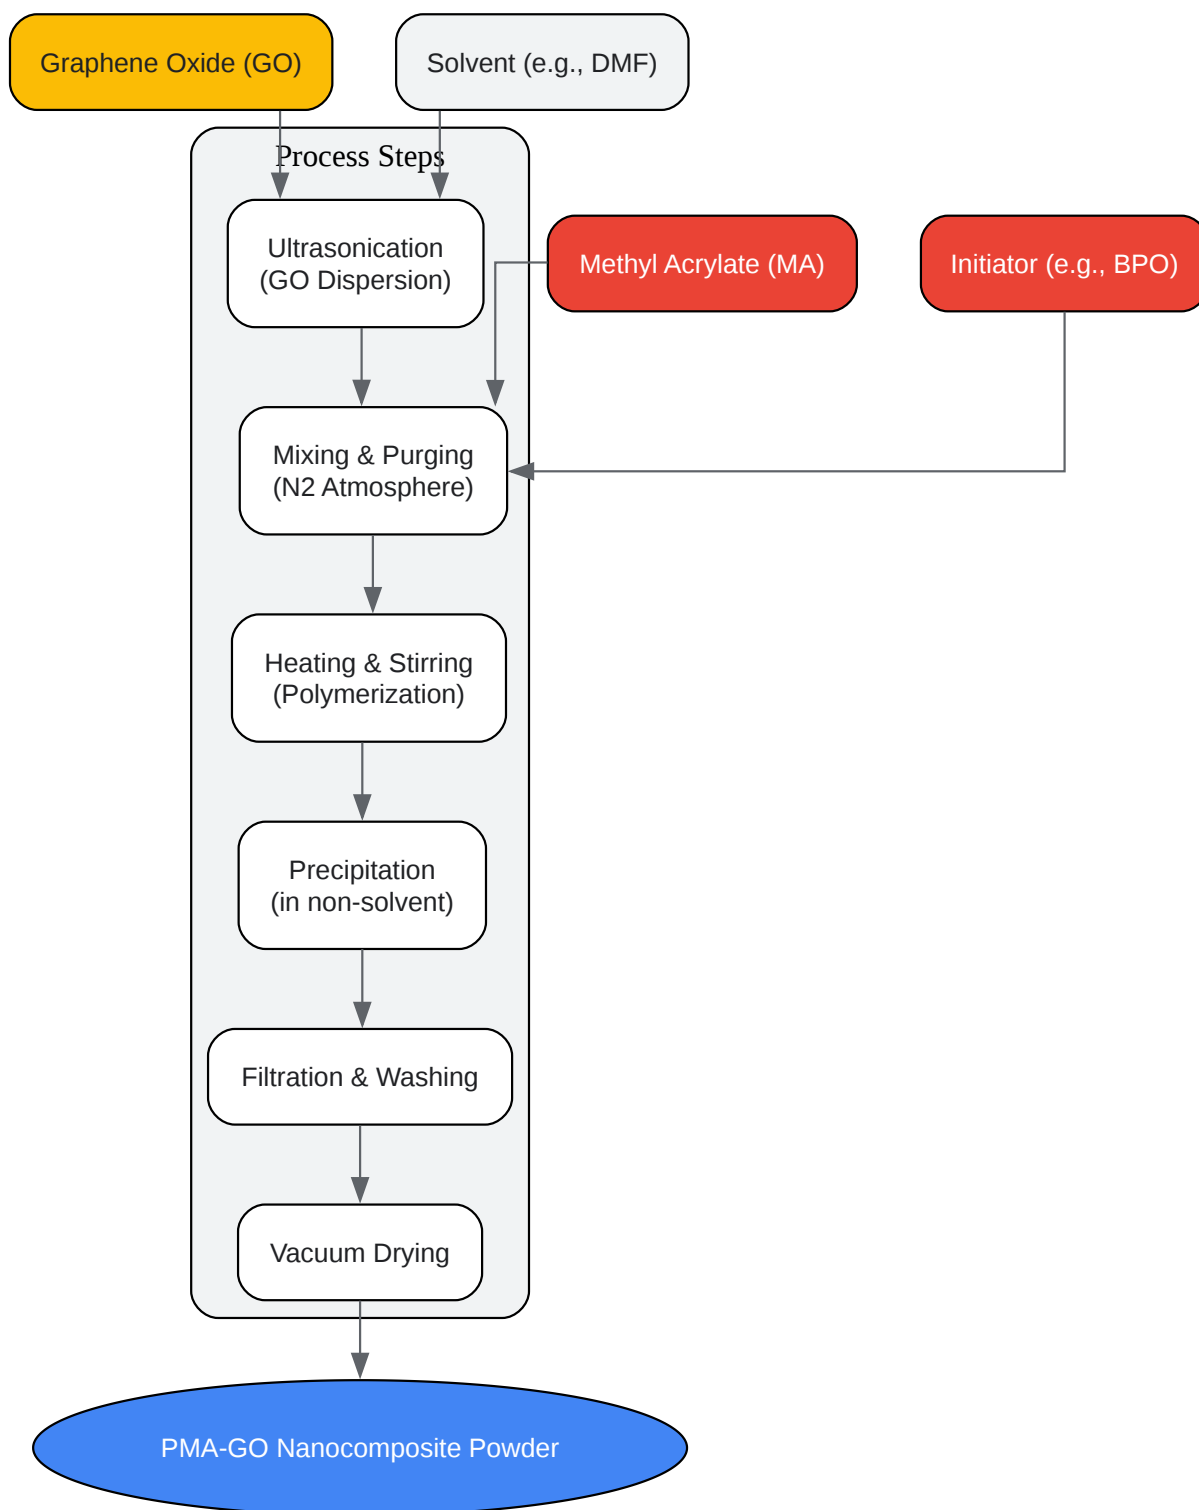 Graphene Oxide (GO)
Solvent (e.g., DMF)
Process Steps
Ultrasonication
(GO Dispersion)
Methyl Acrylate (MA)
Initiator (e.g., BPO)
Mixing & Purging
(N2 Atmosphere)
Heating & Stirring
(Polymerization)
Precipitation
(in non-solvent)
Filtration & Washing
Vacuum Drying
PMA-GO Nanocomposite Powder